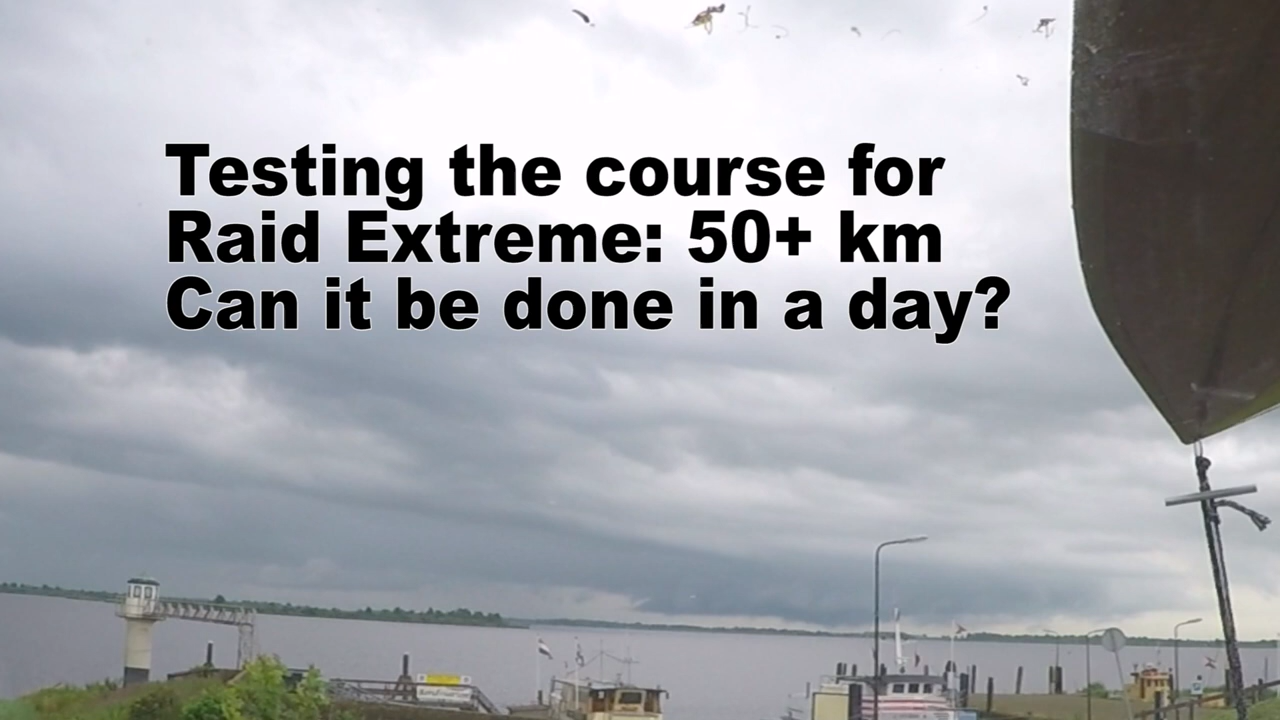 Testing the course for
Raid Extreme: 50+ km
Can it be done in a day?